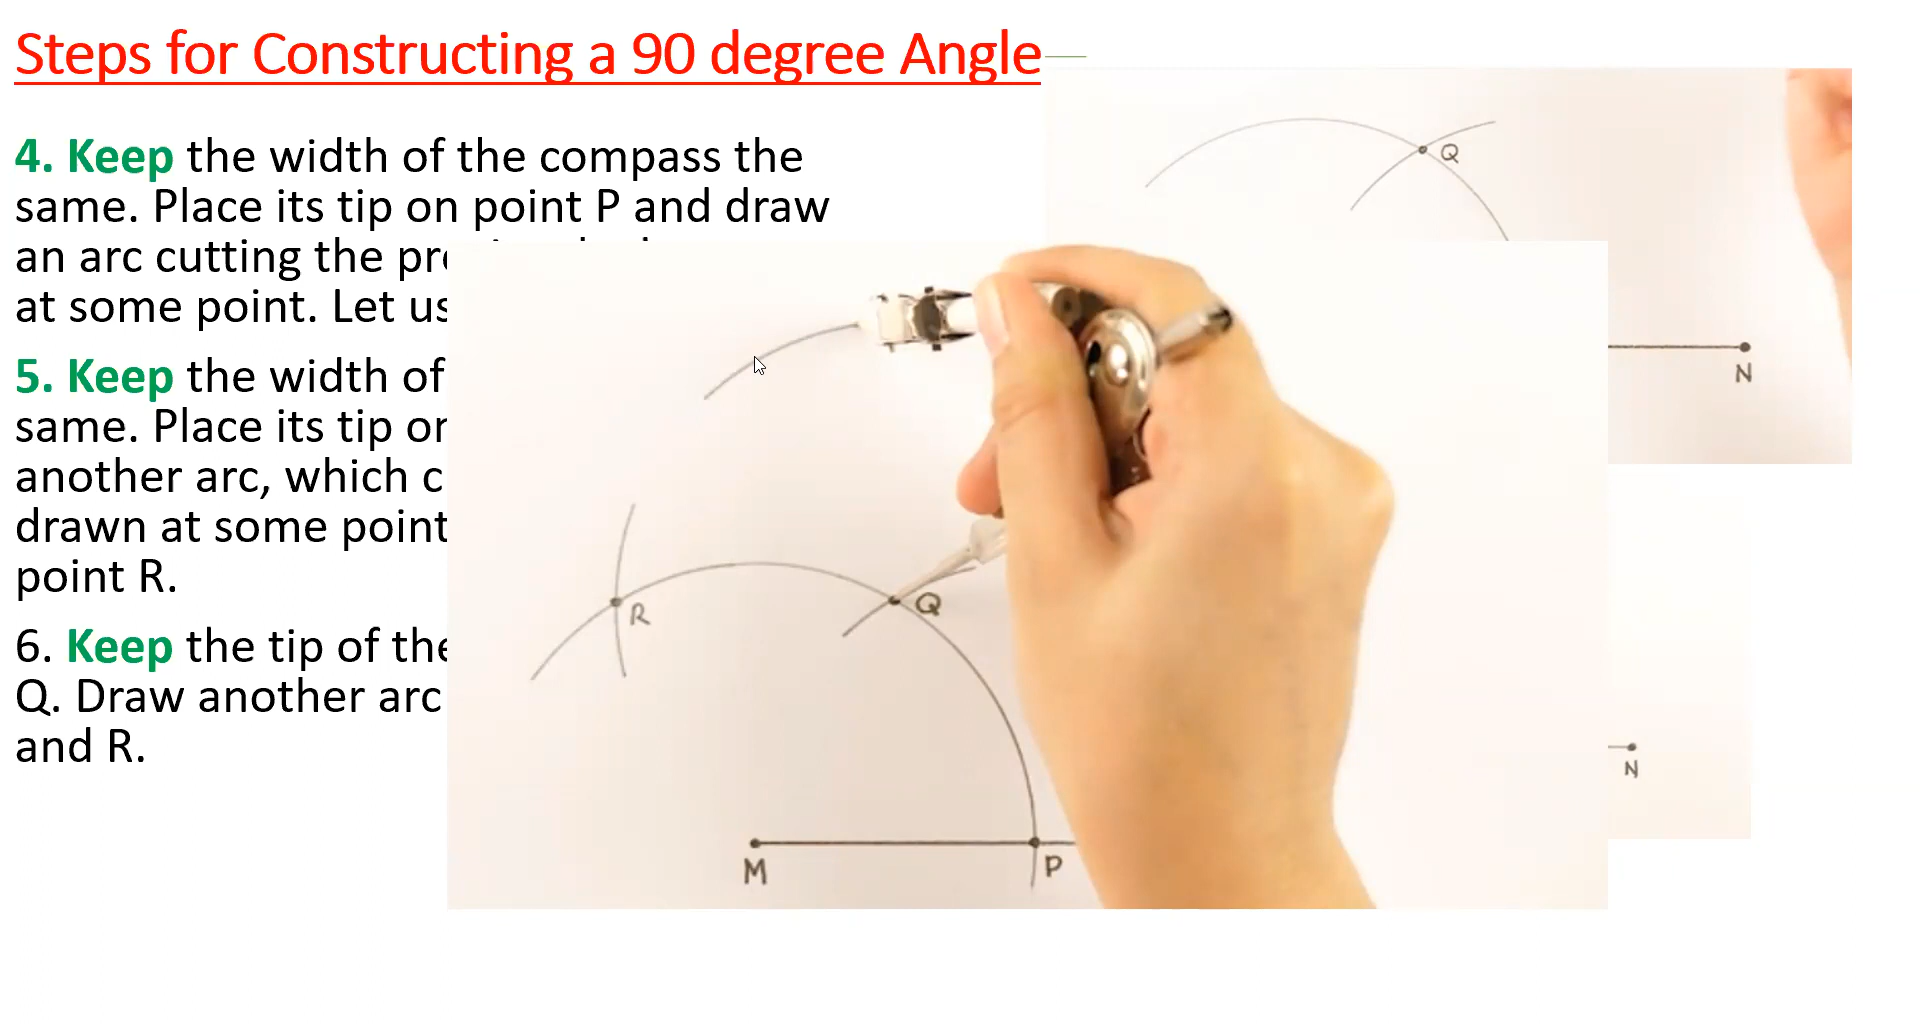 Steps for Constructing a 90 degree Angle
4. Keep the width of the compass the
same. Place its tip on point P and draw
an arc cutting the
at some point. Let us
5. Keep the width of
same. Place its tip
another arc, which
drawn at some point
point R.
6. Keep the tip of the
Q. Draw another arc
and R.
Q
N
R
Q
M
P
N